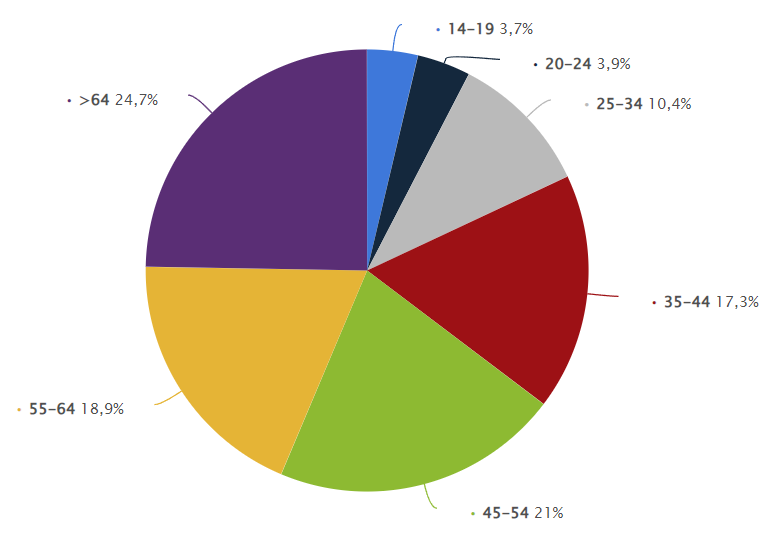 • 14–19 3,7%
• 20–24 3,9%
• >64 24,7%
• 25–34 10,4%
• 35–44 17,3%
• 55–64 18,9%
• 45–54 21%